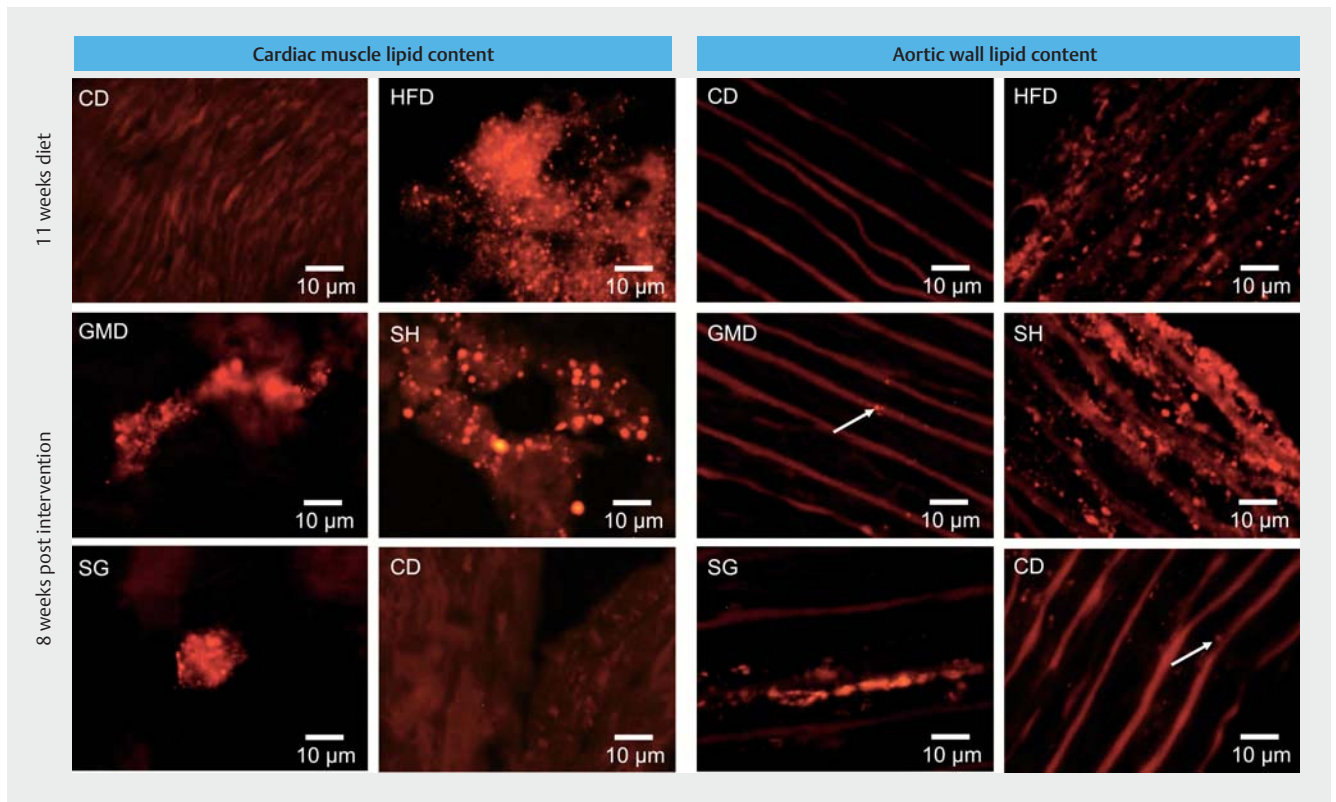 Cardiac muscle lipid content
Aortic wall lipid content
11 weeks diet
CD
10 µm
HFD
10 µm
CD
10 µm
HFD
10 µm
8 weeks post intervention
GMD
10 µm
SH
10 µm
GMD
10 µm
SH
10 µm
SG
10 µm
CD
10 µm
SG
10 µm
CD
10 µm